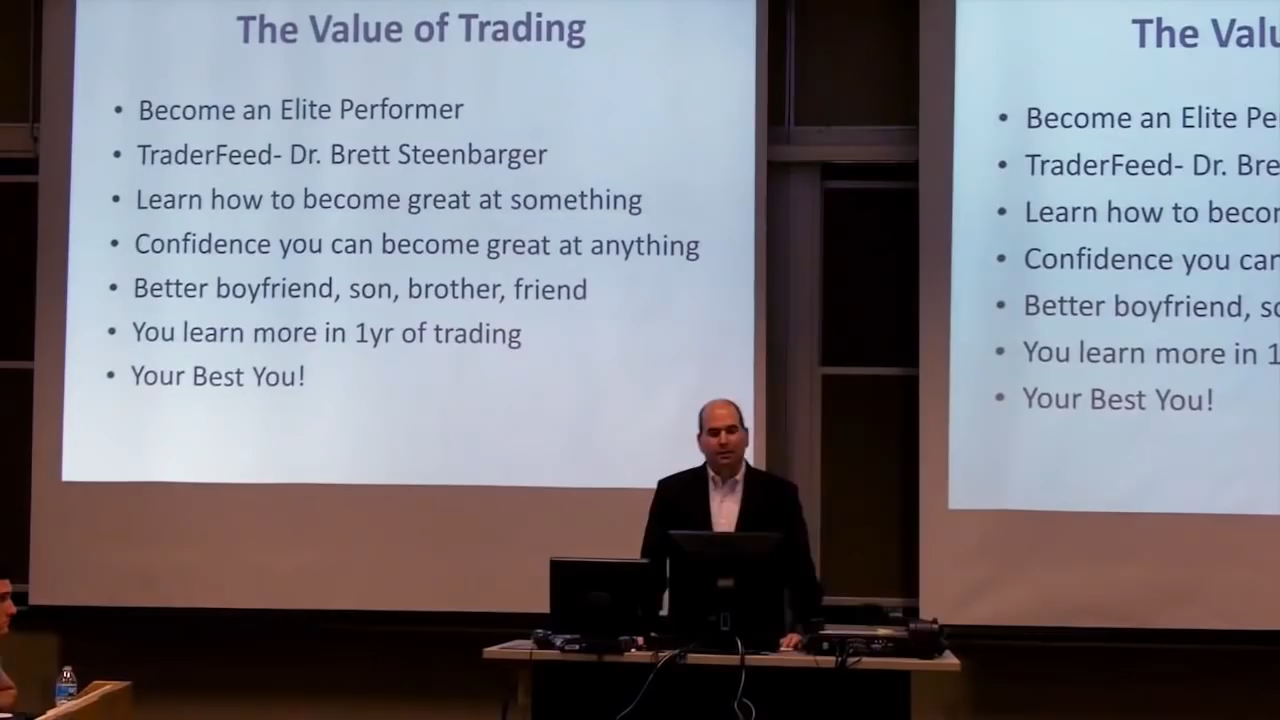 The Value of Trading
• Become an Elite Performer
• TraderFeed- Dr. Brett Steenbarger
• Learn how to become great at something
• Confidence you can become great at anything
• Better boyfriend, son, brother, friend
• You learn more in 1yr of trading
• Your Best You!
The Valu
• Become an Elite Pe
• TraderFeed- Dr. Bre
• Learn how to becor
• Confidence you car
• Better boyfriend, so
• You learn more in 1
• Your Best You!